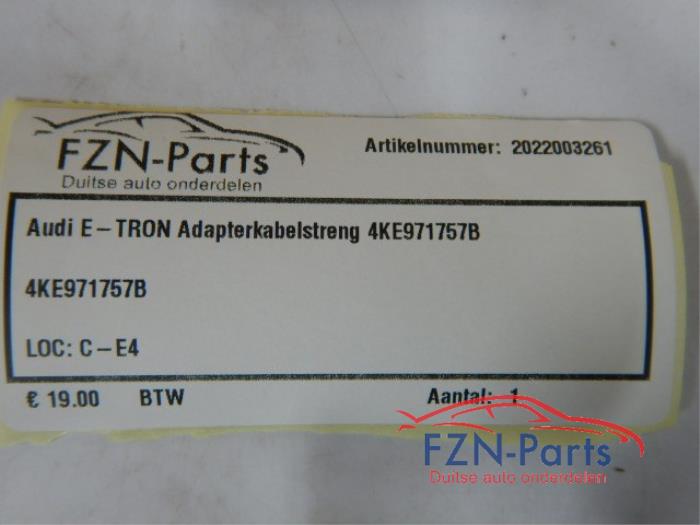 FZN-Parts
Duitse auto onderdelen
Artikelnummer: 2022003261
Audi E-TRON Adapterkabelstreng 4KE971757B
4KE971757B
LOC: C-E4
€ 19.00 BTW Aantal: 1
FZN-Parts
Duitse auto onderdelen